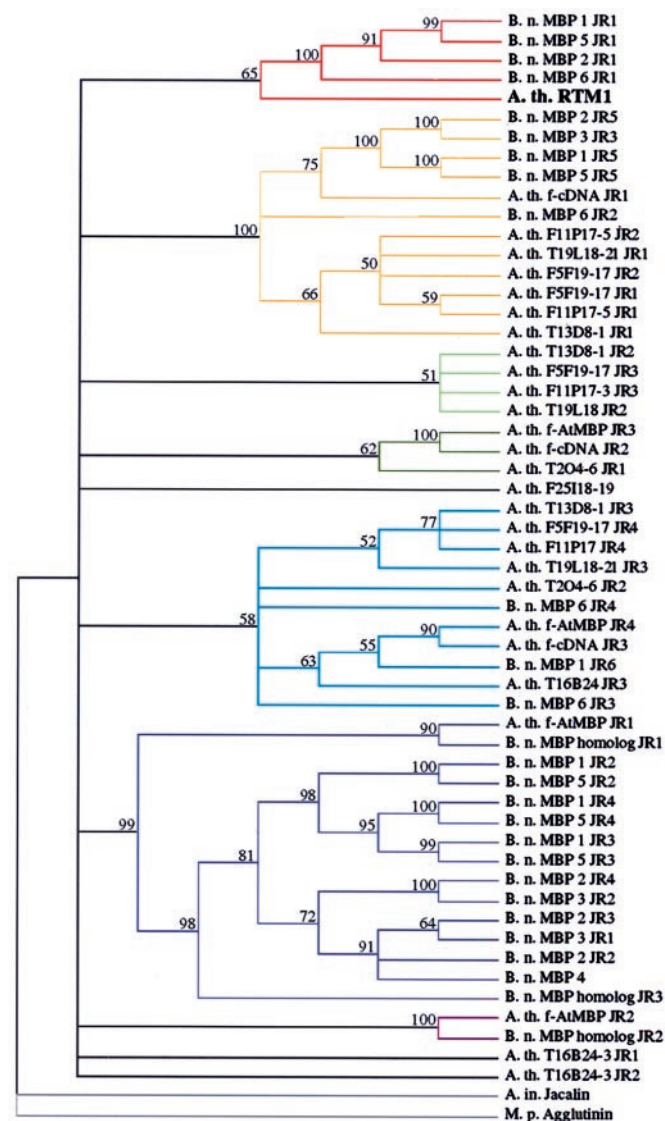 99 B. n. MBP 1 JR1
B. n. MBP 5 JR1
91 B. n. MBP 2 JR1
100 B. n. MBP 6 JR1
65 A. th. RTM1
100 B. n. MBP 2 JR5
B. n. MBP 3 JR3
100
100 B. n. MBP 1 JR5
B. n. MBP 5 JR5
75 A. th. f-cDNA JR1
100 B. n. MBP 6 JR2
A. th. F11P17-5 JR2
A. th. T19L18-21 JR1
50 A. th. F5F19-17 JR2
59 A. th. F5F19-17 JR1
A. th. F11P17-5 JR1
66 A. th. T13D8-1 JR1
A. th. T13D8-1 JR2
51 A. th. F5F19-17 JR3
A. th. F11P17-3 JR3
A. th. T19L18 JR2
100 A. th. f-AtMBP JR3
A. th. f-cDNA JR2
62 A. th. T2O4-6 JR1
A. th. F25I18-19
A. th. T13D8-1 JR3
77 A. th. F5F19-17 JR4
A. th. F11P17 JR4
52 A. th. T19L18-21 JR3
A. th. T2O4-6 JR2
58 B. n. MBP 6 JR4
90 A. th. f-AtMBP JR4
A. th. f-cDNA JR3
55 B. n. MBP 1 JR6
63 A. th. T16B24 JR3
B. n. MBP 6 JR3
90 A. th. f-AtMBP JR1
B. n. MBP homolog JR1
100 B. n. MBP 1 JR2
B. n. MBP 5 JR2
98
100 B. n. MBP 1 JR4
B. n. MBP 5 JR4
95
99 B. n. MBP 1 JR3
B. n. MBP 5 JR3
99
81
100 B. n. MBP 2 JR4
B. n. MBP 3 JR2
72
64 B. n. MBP 2 JR3
B. n. MBP 3 JR1
98
91 B. n. MBP 2 JR2
B. n. MBP 4
B. n. MBP homolog JR3
100 A. th. f-AtMBP JR2
B. n. MBP homolog JR2
A. th. T16B24-3 JR1
A. th. T16B24-3 JR2
A. in. Jacalin
M. p. Agglutinin